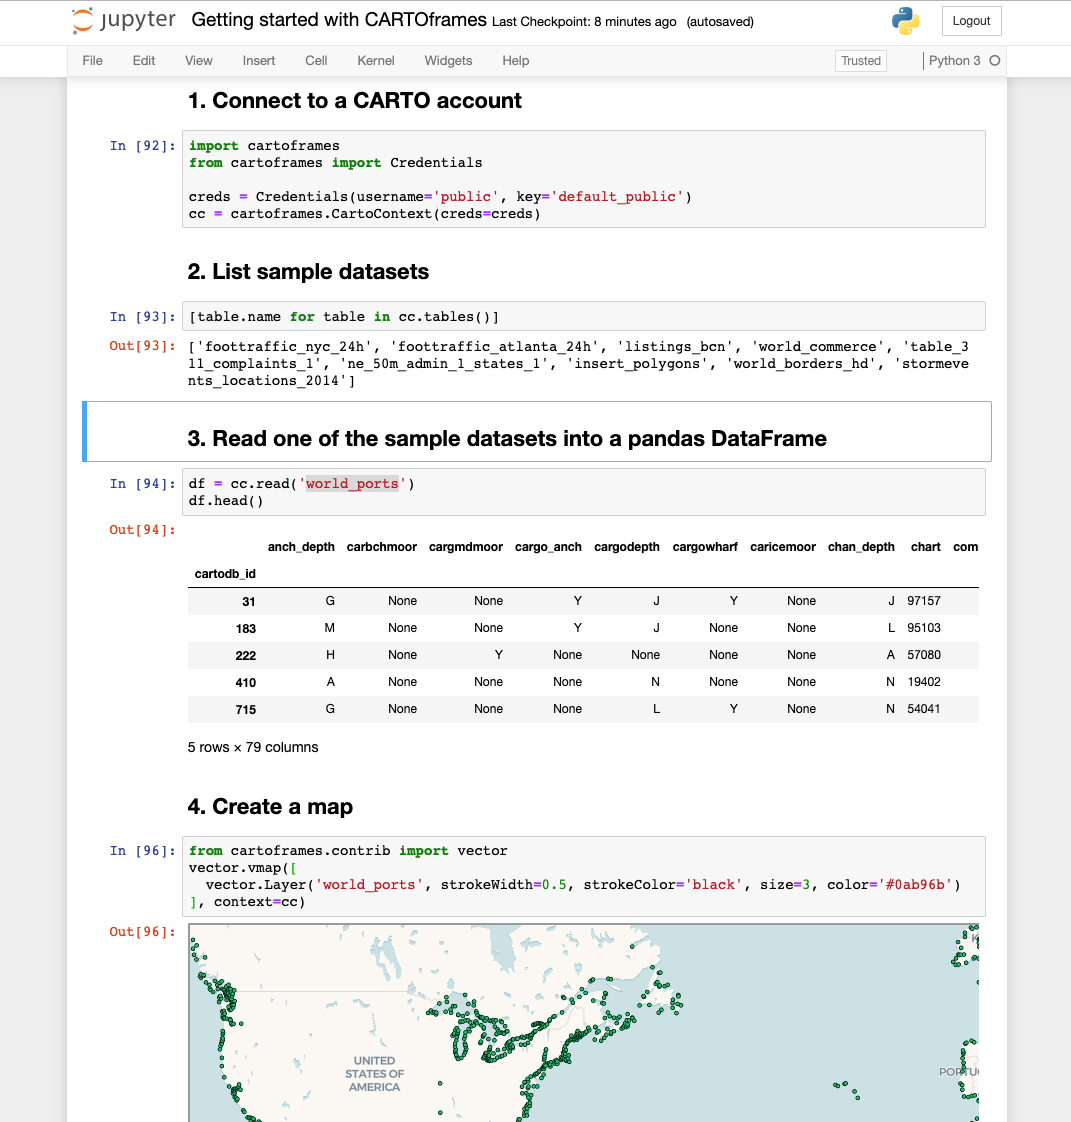 jupyter Getting started with CARTOframes Last Checkpoint: 8 minutes ago (autosaved) Logout
File Edit View Insert Cell Kernel Widgets Help Trusted Python 3
1. Connect to a CARTO account
In [92]: import cartoframes
from cartoframes import Credentials
creds = Credentials(username='public', key='default_public')
cc = cartoframes.CartoContext(creds=creds)
2. List sample datasets
In [93]: [table.name for table in cc.tables()]
Out[93]: ['foottraffic_nyc_24h', 'foottraffic_atlanta_24h', 'listings_bcn', 'world_commerce', 'table_3
11_complaints_1', 'ne_50m_admin_1_states_1', 'insert_polygons', 'world_borders_hd', 'stormeve
nts_locations_2014']
3. Read one of the sample datasets into a pandas DataFrame
In [94]: df = cc.read('world_ports')
df.head()
Out[94]:
anch_depth carbchmoor cargmdmoor cargo_anch cargodepth cargowharf caricemoor chan_depth chart com
cartodb_id
31 G None None Y J Y None J 97157
183 M None None Y J None None L 95103
222 H None Y None None None None A 57080
410 A None None None N None None N 19402
715 G None None None L Y None N 54041
5 rows × 79 columns
4. Create a map
In [96]: from cartoframes.contrib import vector
vector.vmap([
vector.Layer('world_ports', strokeWidth=0.5, strokeColor='black', size=3, color='#0ab96b')
], context=cc)
Out[96]:
UNITED
STATES OF
AMERICA
PORTU